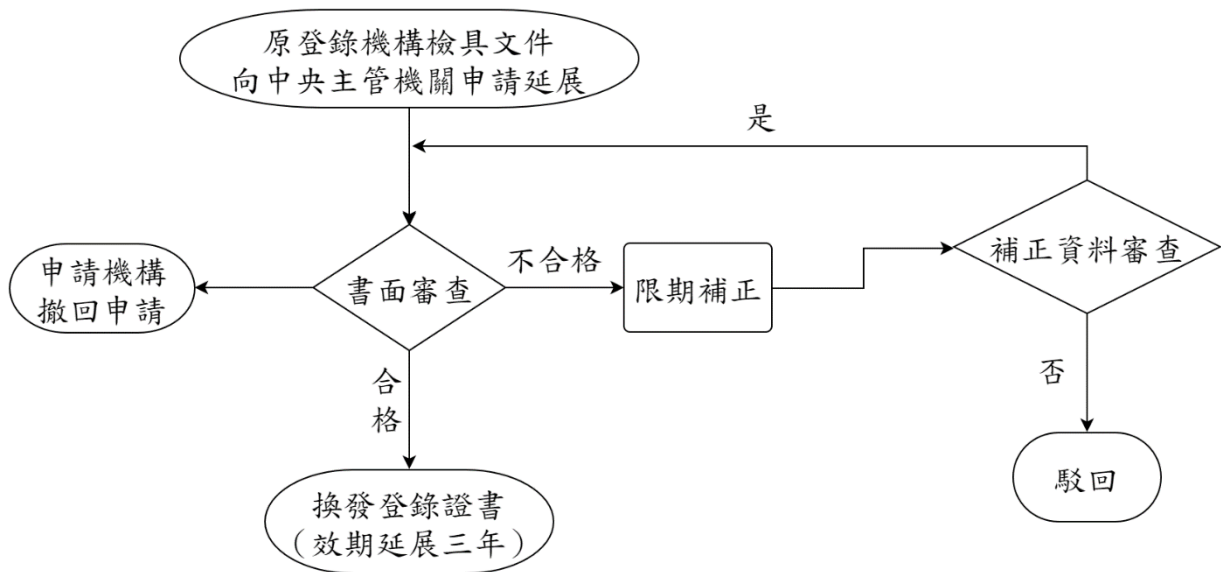 原登錄機構檢具文件
向中央主管機關申請延展
是
申請機構
撤回申請
書面審查
不合格
限期補正
補正資料審查
合
格
否
換發登錄證書
（效期延展三年）
駁回